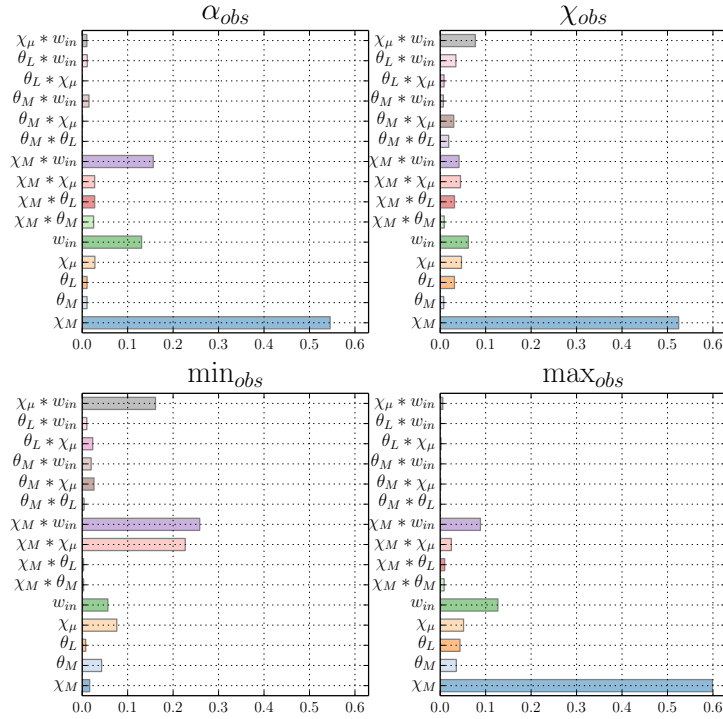 α_obs
χ_μ * w_in
θ_L * w_in
θ_L * χ_μ
θ_M * w_in
θ_M * χ_μ
θ_M * θ_L
χ_M * w_in
χ_M * χ_μ
χ_M * θ_L
χ_M * θ_M
w_in
χ_μ
θ_L
θ_M
χ_M
0.0 0.1 0.2 0.3 0.4 0.5 0.6
χ_obs
χ_μ * w_in
θ_L * w_in
θ_L * χ_μ
θ_M * w_in
θ_M * χ_μ
θ_M * θ_L
χ_M * w_in
χ_M * χ_μ
χ_M * θ_L
χ_M * θ_M
w_in
χ_μ
θ_L
θ_M
χ_M
0.0 0.1 0.2 0.3 0.4 0.5 0.6
min_obs
χ_μ * w_in
θ_L * w_in
θ_L * χ_μ
θ_M * w_in
θ_M * χ_μ
θ_M * θ_L
χ_M * w_in
χ_M * χ_μ
χ_M * θ_L
χ_M * θ_M
w_in
χ_μ
θ_L
θ_M
χ_M
0.0 0.1 0.2 0.3 0.4 0.5 0.6
max_obs
χ_μ * w_in
θ_L * w_in
θ_L * χ_μ
θ_M * w_in
θ_M * χ_μ
θ_M * θ_L
χ_M * w_in
χ_M * χ_μ
χ_M * θ_L
χ_M * θ_M
w_in
χ_μ
θ_L
θ_M
χ_M
0.0 0.1 0.2 0.3 0.4 0.5 0.6